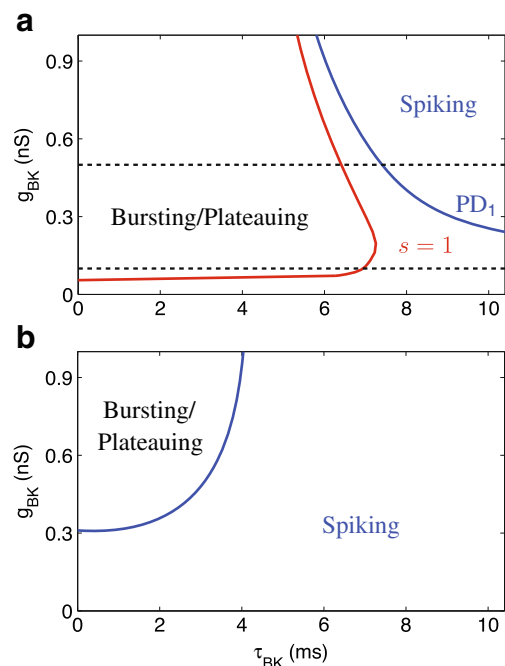 a
0.9
Spiking
0.6
g_BK (nS)
PD₁
Bursting/Plateauing
0.3
s = 1
0
0 2 4 6 8 10
b
0.9
Bursting/
Plateauing
0.6
g_BK (nS)
0.3
Spiking
0
0 2 4 6 8 10
τ_BK (ms)